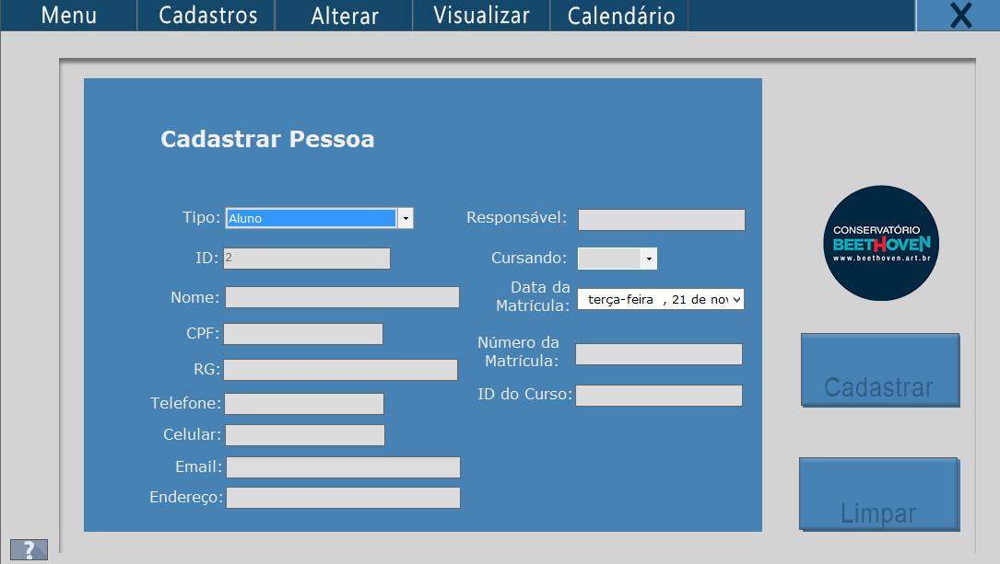 Menu
Cadastros
Alterar
Visualizar
Calendário
X
Cadastrar Pessoa
Tipo: Aluno
ID: 2
Nome:
CPF:
RG:
Telefone:
Celular:
Email:
Endereço:
Responsável:
Cursando:
Data da
Matrícula: terça-feira , 21 de nov
Número da
Matrícula:
ID do Curso:
CONSERVATÓRIO
BEETHOVEN
www.beethoven.art.br
Cadastrar
Limpar
?